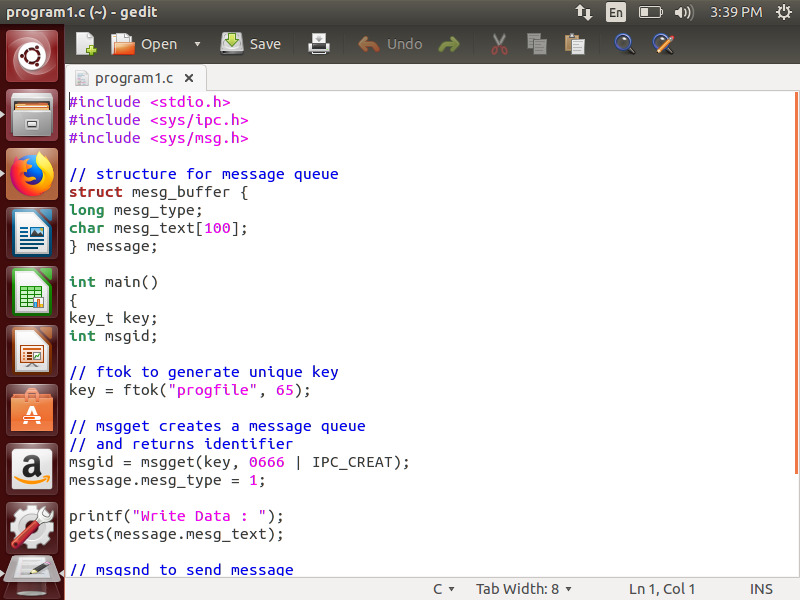 program1.c (~) - gedit
En
3:39 PM
Open
Save
Undo
program1.c
#include <stdio.h>
#include <sys/ipc.h>
#include <sys/msg.h>
// structure for message queue
struct mesg_buffer {
long mesg_type;
char mesg_text[100];
} message;
int main()
{
key_t key;
int msgid;
// ftok to generate unique key
key = ftok("progfile", 65);
// msgget creates a message queue
// and returns identifier
msgid = msgget(key, 0666 | IPC_CREAT);
message.mesg_type = 1;
printf("Write Data : ");
gets(message.mesg_text);
// msgsnd to send message
C
Tab Width: 8
Ln 1, Col 1
INS
a